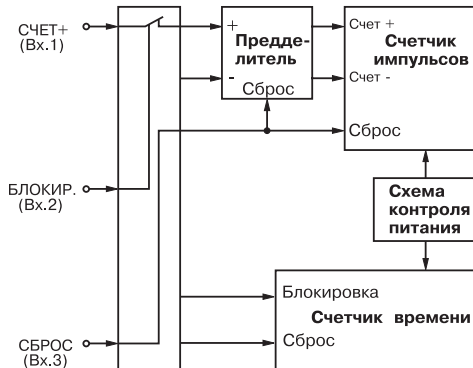 СЧЕТ+
(Вх.1)
БЛОКИР.
(Вх.2)
СБРОС
(Вх.3)
+
Предде-
литель
-
Сброс
Счет +
Счетчик
импульсов
Счет -
Сброс
Схема
контроля
питания
Блокировка
Счетчик времени
Сброс